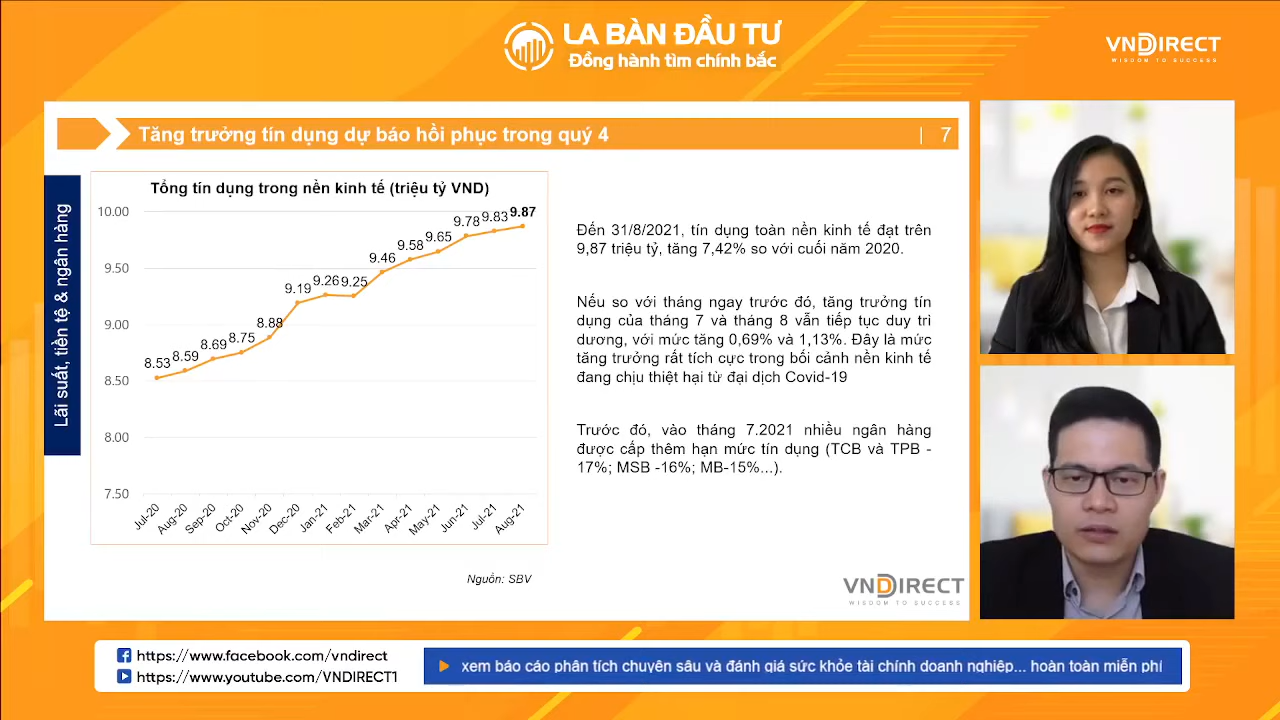 LA BÀN ĐẦU TƯ
Đồng hành tìm chính bắc
VNDIRECT
WISDOM TO SUCCESS
Tăng trưởng tín dụng dự báo hồi phục trong quý 4
| 7
Lãi suất, tiền tệ & ngân hàng
Tổng tín dụng trong nền kinh tế (triệu tỷ VND)
10.00
9.50
9.00
8.50
8.00
7.50
8.53
8.59
8.69
8.75
8.88
9.19
9.26
9.25
9.46
9.58
9.65
9.78
9.83
9.87
Jul-20
Aug-20
Sep-20
Oct-20
Nov-20
Dec-20
Jan-21
Feb-21
Mar-21
Apr-21
May-21
Jun-21
Jul-21
Aug-21
Nguồn: SBV
Đến 31/8/2021, tín dụng toàn nền kinh tế đạt trên
9,87 triệu tỷ, tăng 7,42% so với cuối năm 2020.
Nếu so với tháng ngay trước đó, tăng trưởng tín
dụng của tháng 7 và tháng 8 vẫn tiếp tục duy trì
dương, với mức tăng 0,69% và 1,13%. Đây là mức
tăng trưởng rất tích cực trong bối cảnh nền kinh tế
đang chịu thiệt hại từ đại dịch Covid-19
Trước đó, vào tháng 7.2021 nhiều ngân hàng
được cấp thêm hạn mức tín dụng (TCB và TPB -
17%; MSB -16%; MB-15%...).
VNDIRECT
WISDOM TO SUCCESS
https://www.facebook.com/vndirect
https://www.youtube.com/VNDIRECT1
xem báo cáo phân tích chuyên sâu và đánh giá sức khỏe tài chính doanh nghiệp... hoàn toàn miễn phí